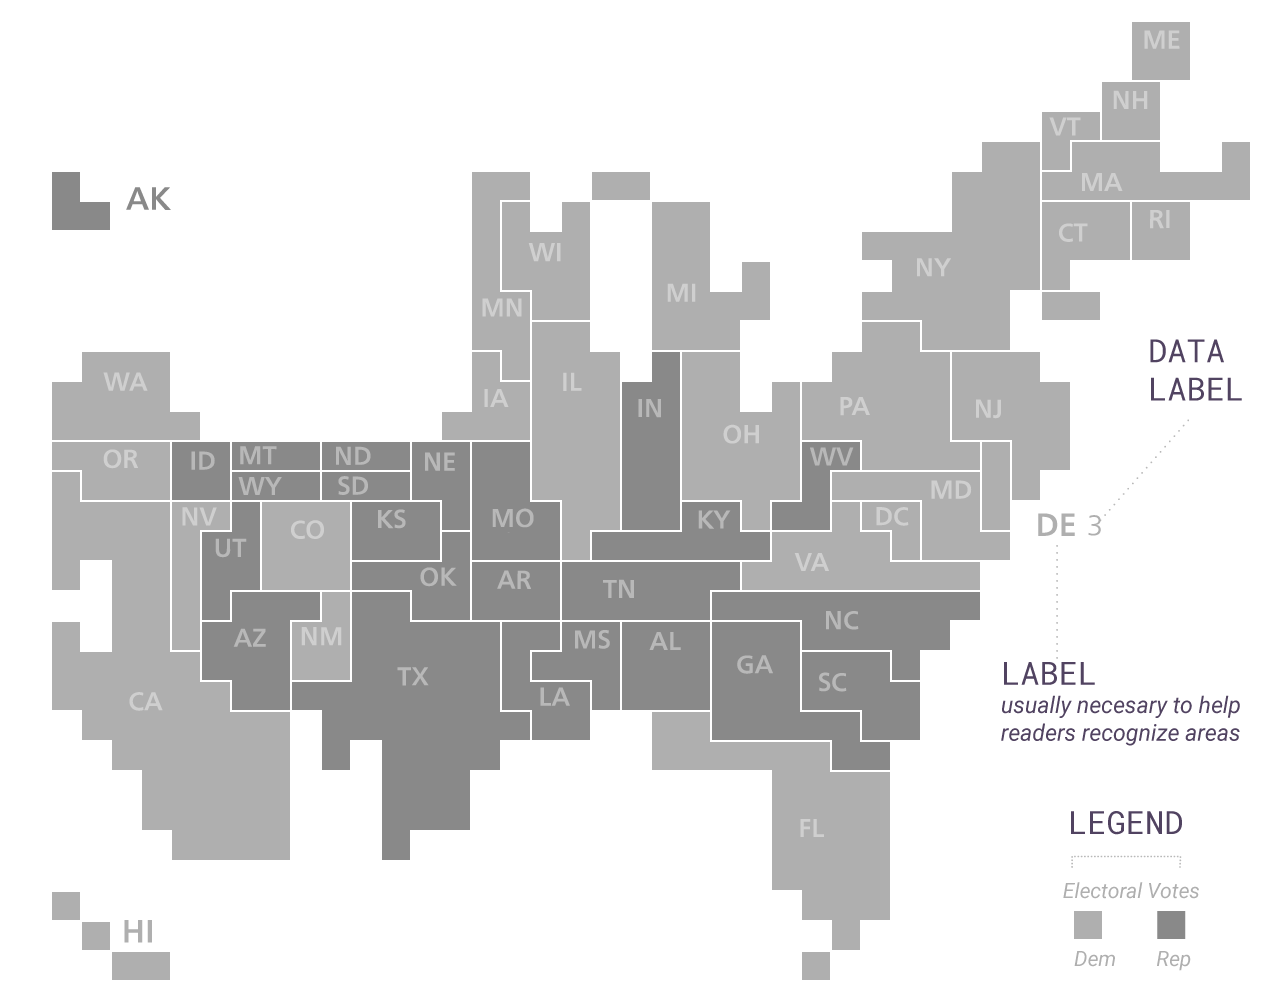 ME
NH
VT
MA
AK
CT
RI
WI
NY
MN
MI
DATA
LABEL
WA
IL
IA
IN
PA
NJ
OH
OR
ID
MT
ND
NE
WV
WY
SD
MD
NV
CO
KS
MO
KY
DC
DE 3
UT
OK
AR
TN
VA
AZ
NM
TX
MS
AL
NC
GA
SC
LABEL
usually necesary to help
readers recognize areas
CA
LA
FL
LEGEND
Electoral Votes
Dem
Rep
HI